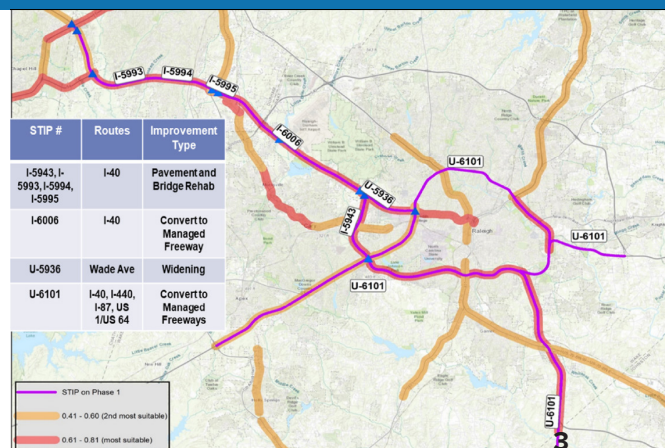 I-5993
I-5994
I-5995
I-6006
U-5936
I-5943
U-6101
U-6101
U-6101
U-6101
Raleigh
STIP # Routes Improvement
Type
I-5943, I-
5993, I-5994,
I-5995
I-40
Pavement and
Bridge Rehab
I-6006 I-40 Convert to
Managed
Freeway
U-5936 Wade Ave Widening
U-6101 I-40, I-440,
I-87, US
1/US 64
Convert to
Managed
Freeways
STIP on Phase 1
0.41 - 0.60 (2nd most suitable)
0.61 - 0.81 (most suitable)
3